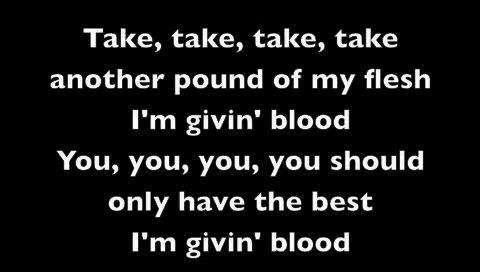 Take, take, take, take
another pound of my flesh
I'm givin' blood
You, you, you, you should
only have the best
I'm givin' blood